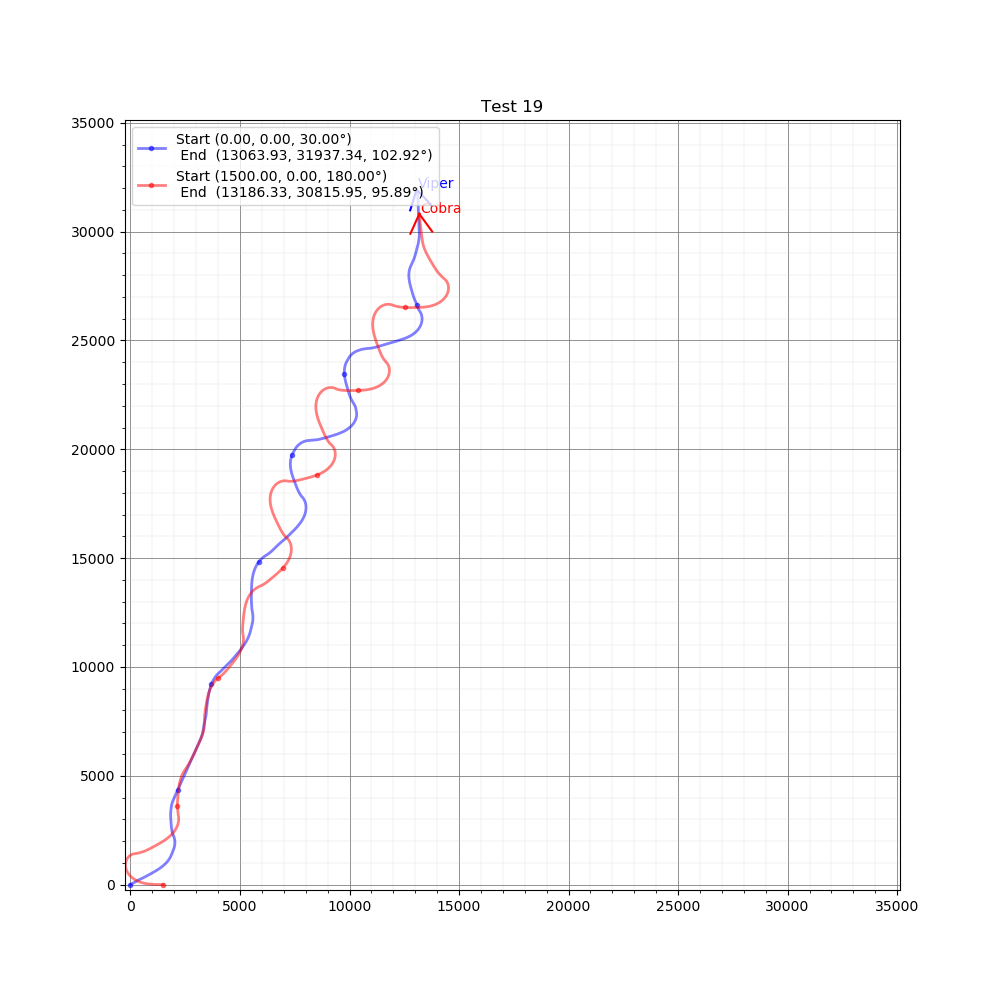 Test 19
Start (0.00, 0.00, 30.00°)
End (13063.93, 31937.34, 102.92°)
Start (1500.00, 0.00, 180.00°)
End (13186.33, 30815.95, 95.89°)
Viper
Cobra
35000
30000
25000
20000
15000
10000
5000
0
0 5000 10000 15000 20000 25000 30000 35000